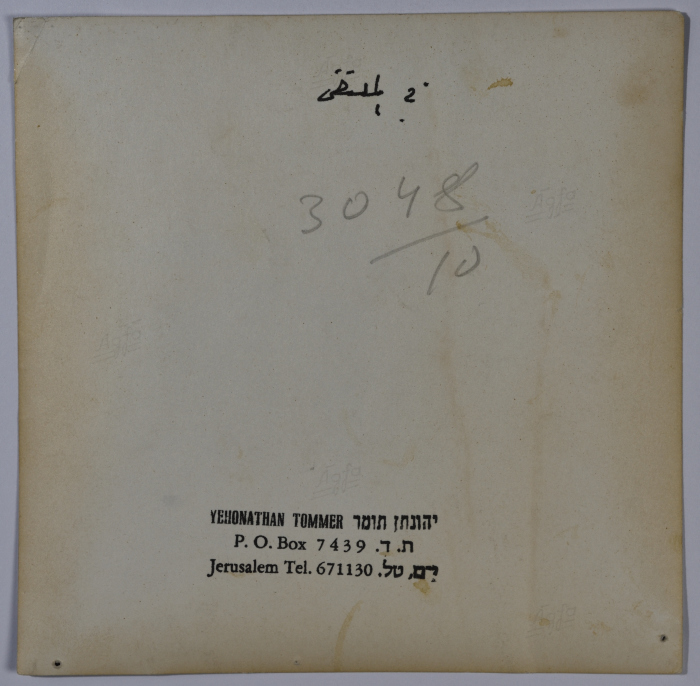 3048
10
YEHONATHAN TOMMER יהונתן תומר
P. O. Box 7439 ת. ד.
Jerusalem Tel. 671130 ים, טל.